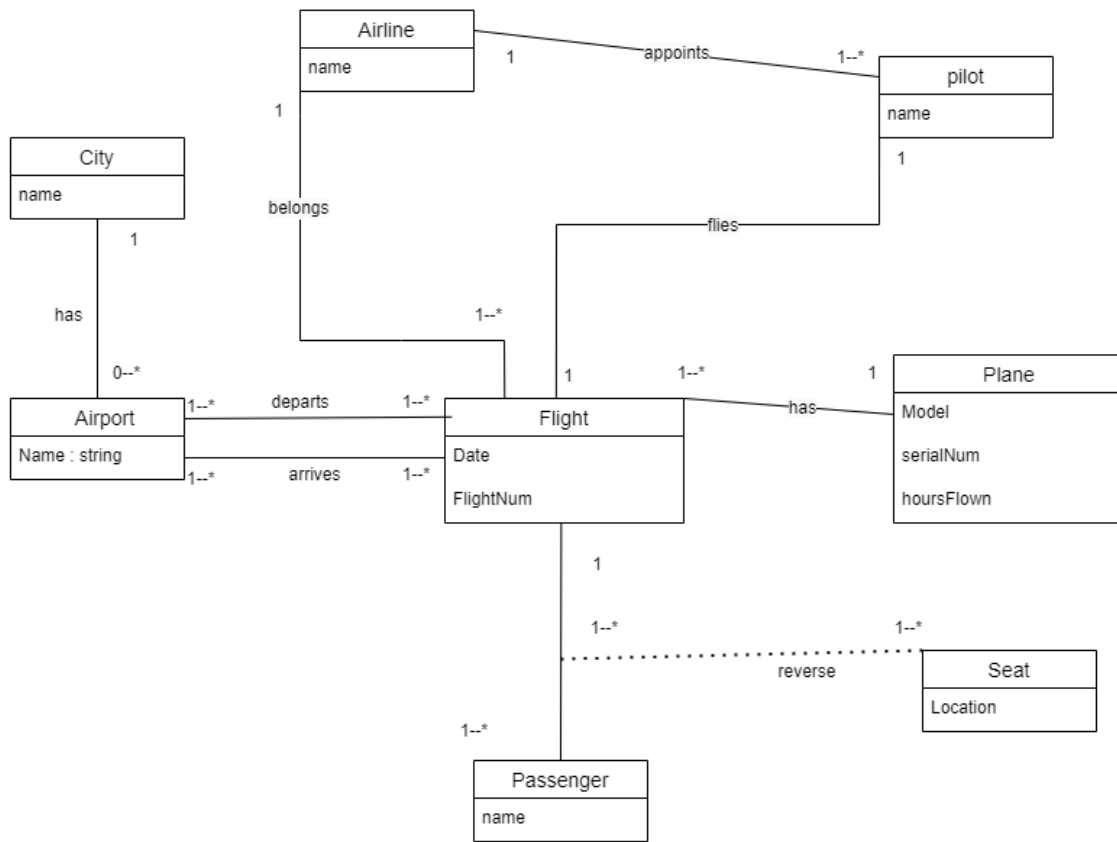 Airline
name
1
appoints
1--*
pilot
name
1
1
City
name
1
belongs
flies
has
1--*
0--*
Airport
Name : string
1--*
departs
1--*
1--*
arrives
1--*
1
Flight
Date
FlightNum
1--*
has
1
Plane
Model
serialNum
hoursFlown
1
1--*
1--*
reverse
Seat
Location
1--*
Passenger
name